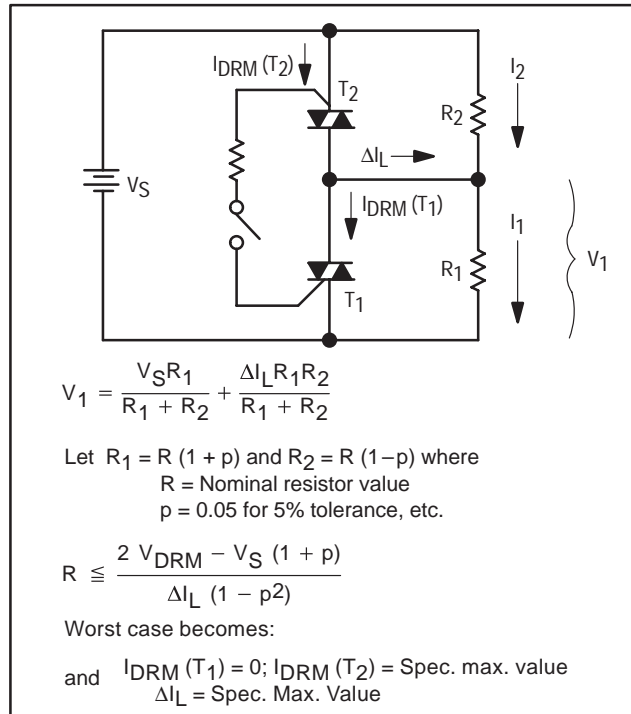 I_DRM (T_2)
T_2
I_2
R_2
ΔI_L
V_S
I_DRM (T_1)
I_1
R_1
V_1
T_1
V_1 = V_S R_1 / (R_1 + R_2) + ΔI_L R_1 R_2 / (R_1 + R_2)
Let R_1 = R (1 + p) and R_2 = R (1 − p) where
R = Nominal resistor value
p = 0.05 for 5% tolerance, etc.
R ≦ (2 V_DRM − V_S (1 + p)) / (ΔI_L (1 − p²))
Worst case becomes:
and I_DRM (T_1) = 0; I_DRM (T_2) = Spec. max. value
ΔI_L = Spec. Max. Value